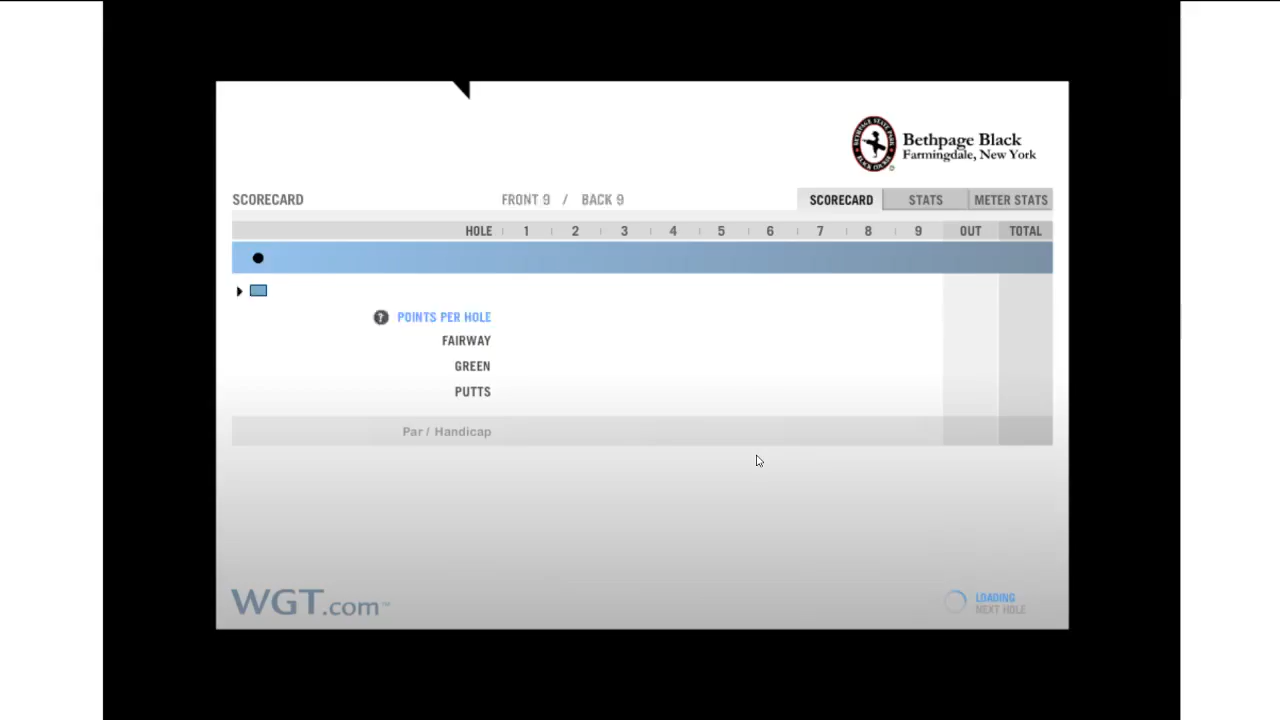 Bethpage Black
Farmingdale, New York
SCORECARD FRONT 9 / BACK 9 SCORECARD STATS METER STATS
HOLE 1 2 3 4 5 6 7 8 9 OUT TOTAL
? POINTS PER HOLE
FAIRWAY
GREEN
PUTTS
Par / Handicap
WGT.com™
LOADING
NEXT HOLE